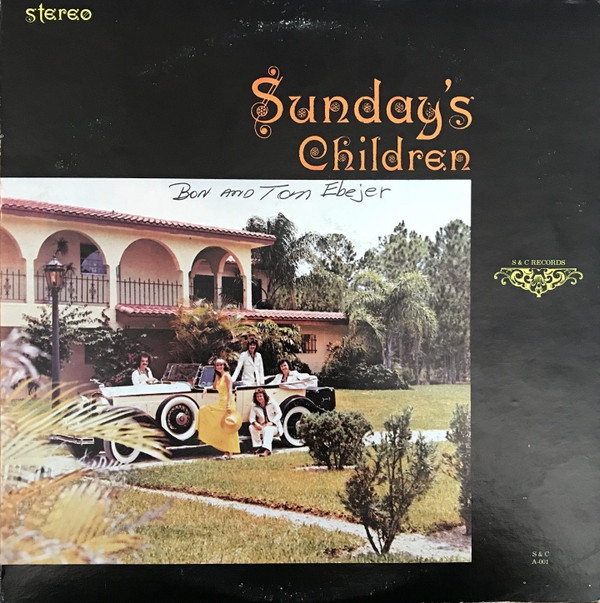 stereo
Sunday's
Children
Bon and Tom Ebejer
S & C RECORDS
S & C
A-001